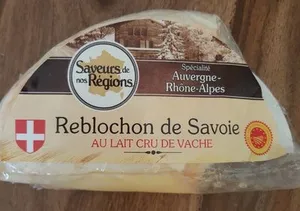 Saveurs de
nos Régions
Spécialité
Auvergne-
Rhône-Alpes
Reblochon de Savoie
AU LAIT CRU DE VACHE